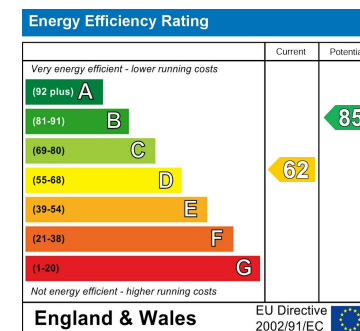 Energy Efficiency Rating
Current Potentia
Very energy efficient - lower running costs
(92 plus) A
(81-91) B
85
(69-80) C
(55-68) D
62
(39-54) E
(21-38) F
(1-20) G
Not energy efficient - higher running costs
England & Wales
EU Directive
2002/91/EC